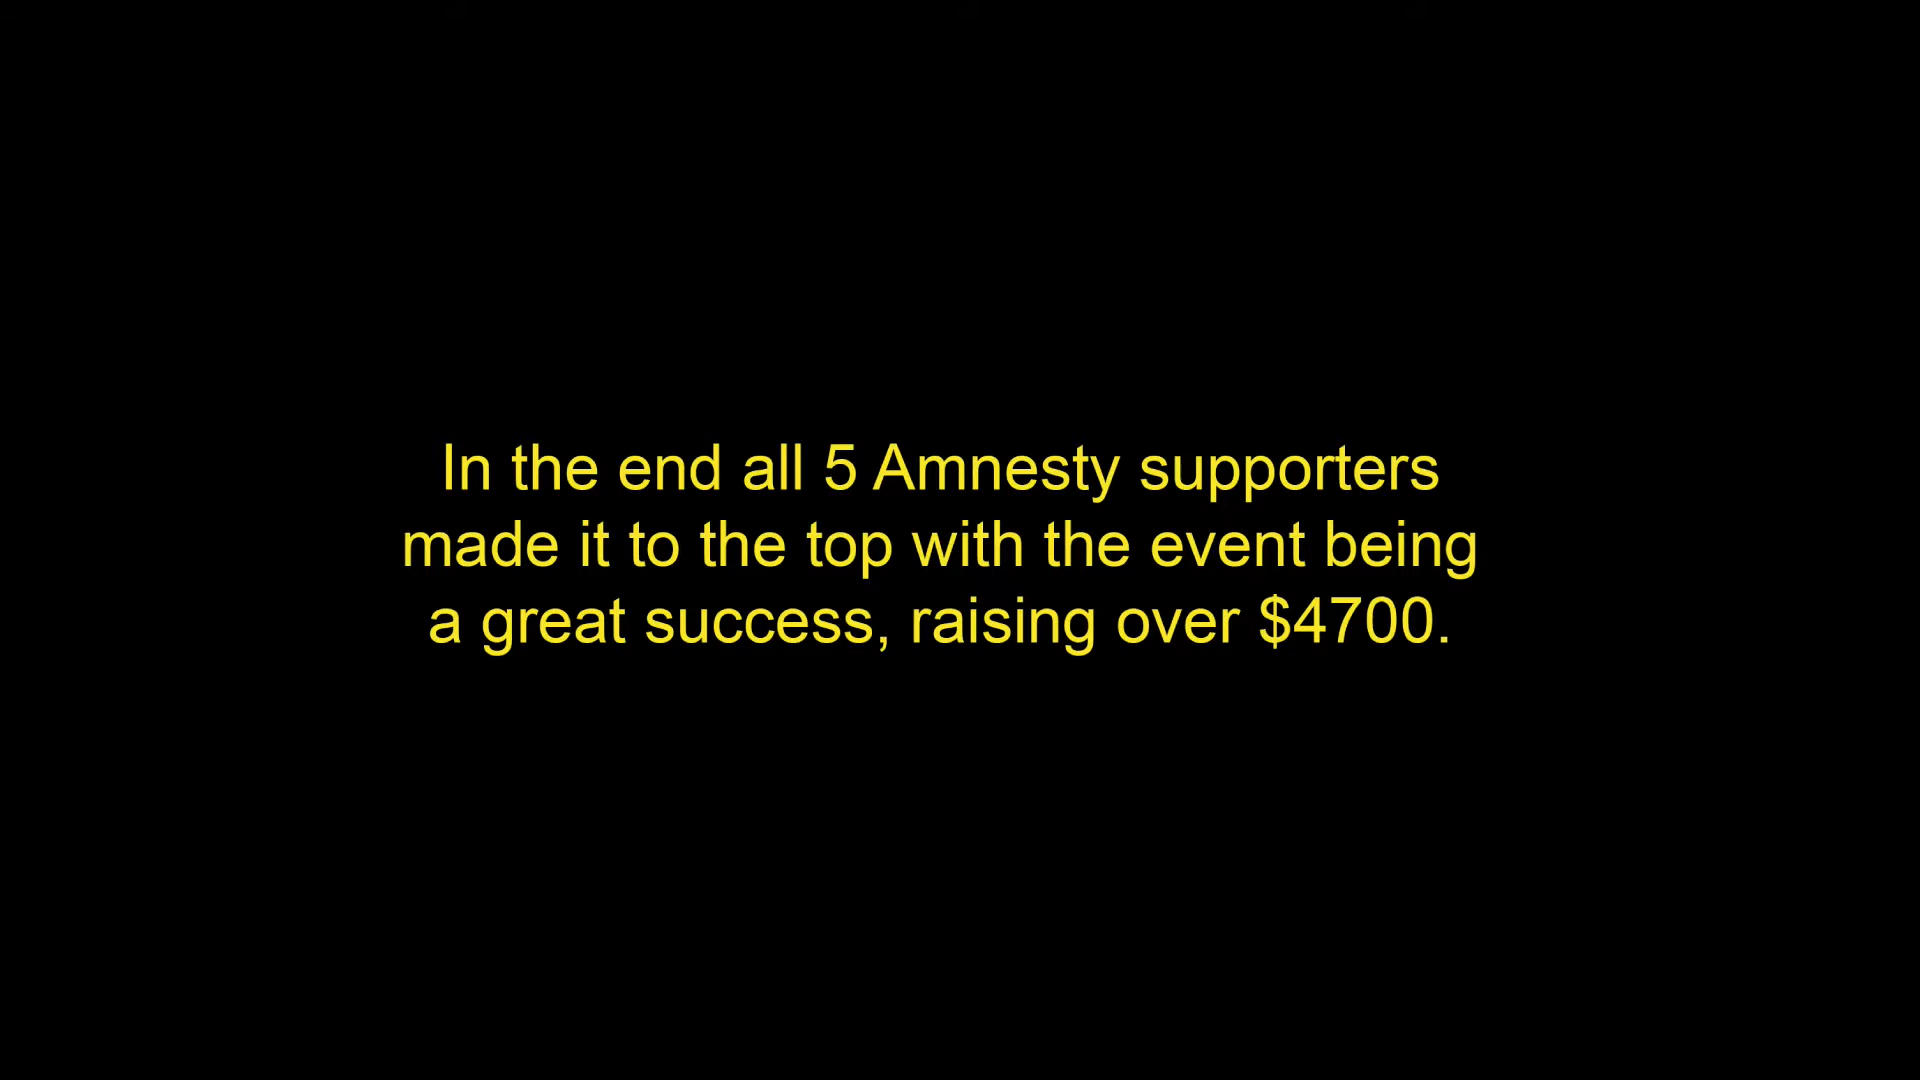 In the end all 5 Amnesty supporters
made it to the top with the event being
a great success, raising over $4700.